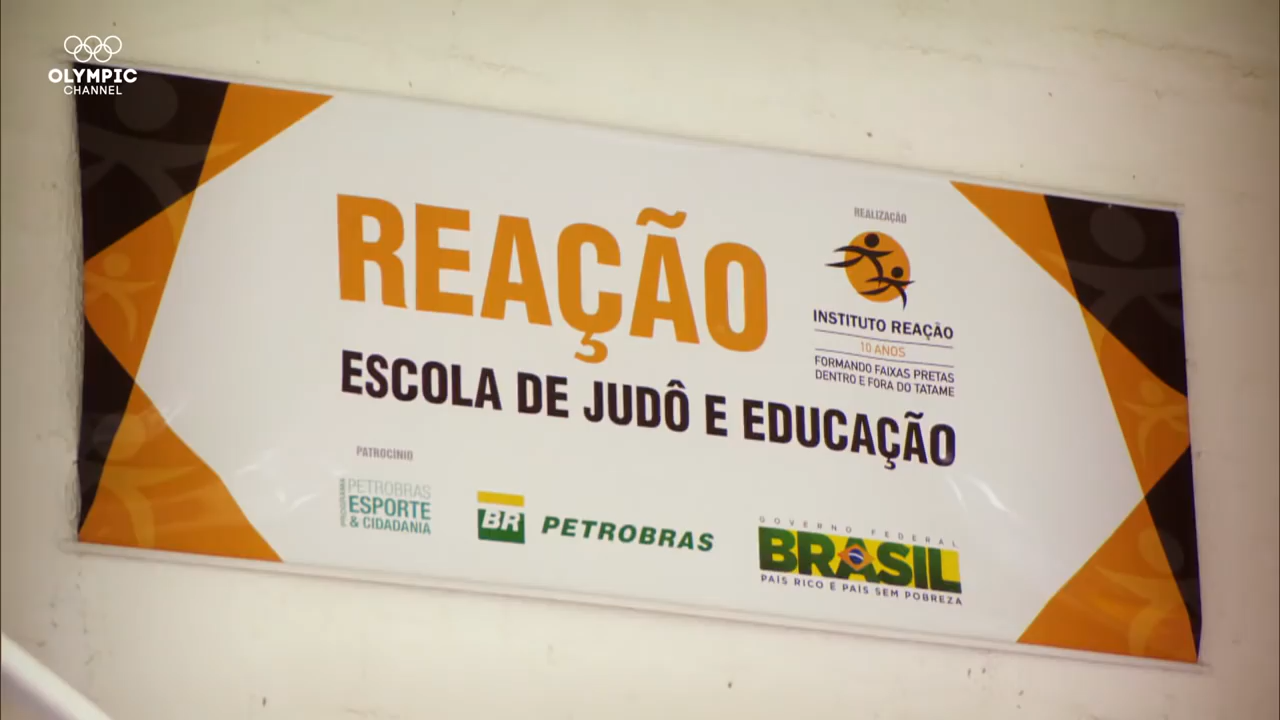 OLYMPIC
CHANNEL
REAÇÃO
ESCOLA DE JUDÔ E EDUCAÇÃO
REALIZAÇÃO
INSTITUTO REAÇÃO
10 ANOS
FORMANDO FAIXAS PRETAS
DENTRO E FORA DO TATAME
PATROCÍNIO
PROGRAMA
PETROBRAS
ESPORTE
& CIDADANIA
BR PETROBRAS
GOVERNO FEDERAL
BRASIL
PAÍS RICO É PAÍS SEM POBREZA